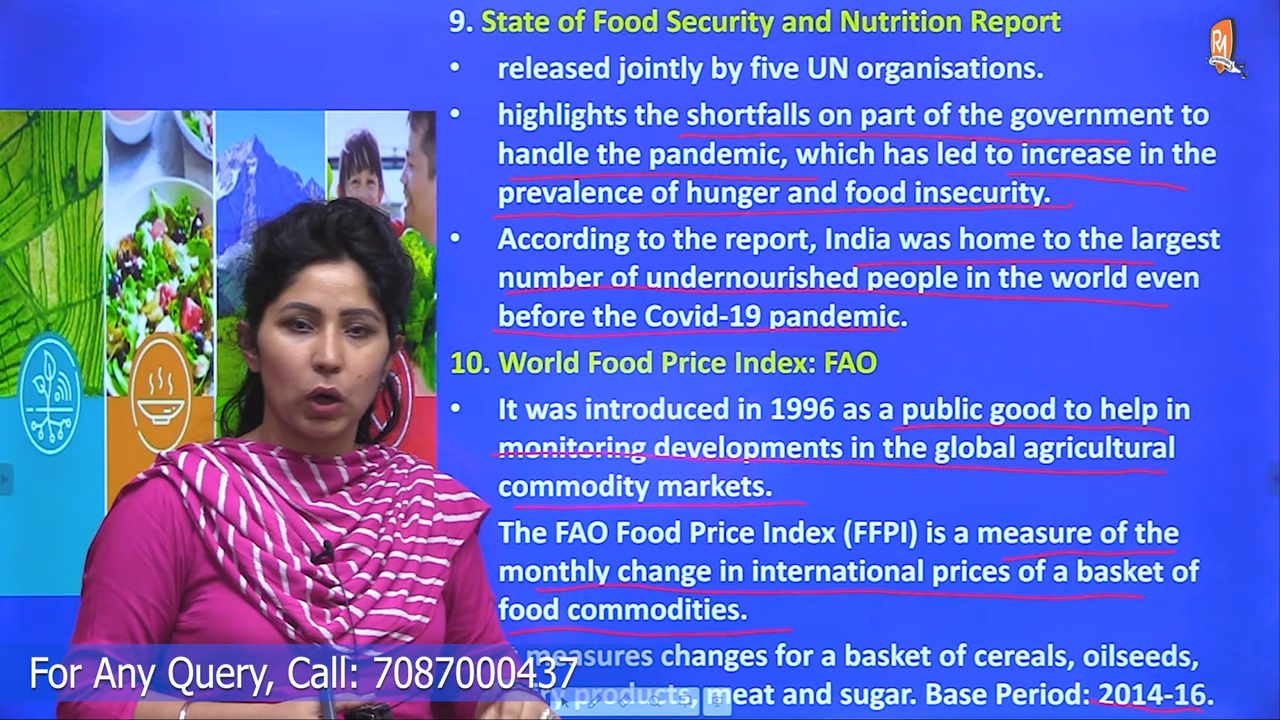 9. State of Food Security and Nutrition Report
• released jointly by five UN organisations.
• highlights the shortfalls on part of the government to
handle the pandemic, which has led to increase in the
prevalence of hunger and food insecurity.
• According to the report, India was home to the largest
number of undernourished people in the world even
before the Covid-19 pandemic.
10. World Food Price Index: FAO
• It was introduced in 1996 as a public good to help in
monitoring developments in the global agricultural
commodity markets.
The FAO Food Price Index (FFPI) is a measure of the
monthly change in international prices of a basket of
food commodities.
measures changes for a basket of cereals, oilseeds,
products, meat and sugar. Base Period: 2014-16.
For Any Query, Call: 7087000437